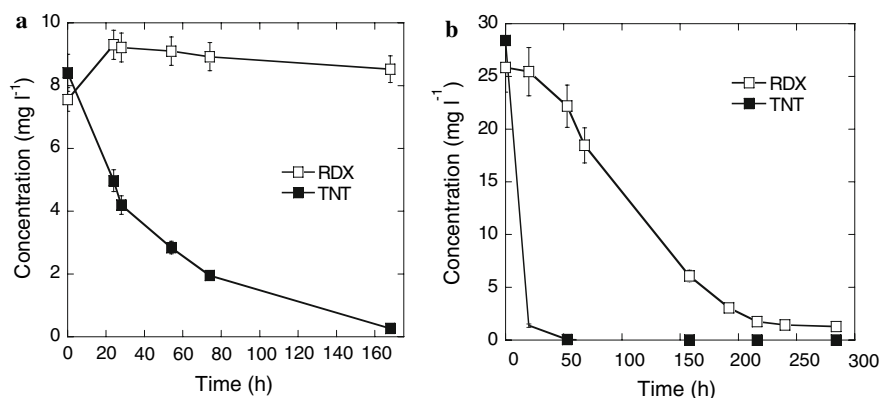 a
10
8
6
4
2
0
Concentration (mg l-1)
RDX
TNT
0 20 40 60 80 100 120 140 160
Time (h)
b
30
25
20
15
10
5
0
Concentration (mg l-1)
RDX
TNT
0 50 100 150 200 250 300
Time (h)